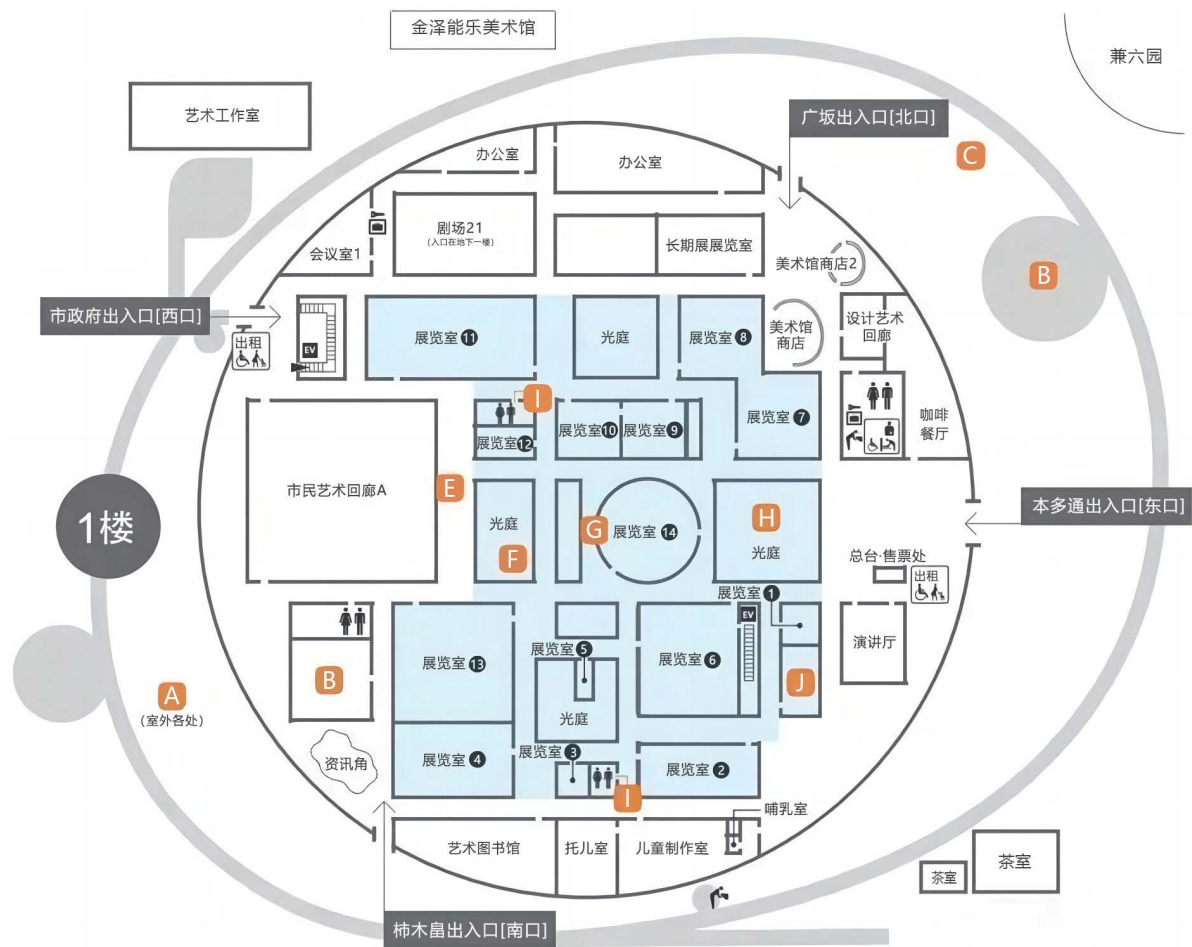 金泽能乐美术馆
兼六园
艺术工作室
广坂出入口[北口]
C
办公室
办公室
剧场21
(入口在地下一楼)
长期展展览室
会议室1
美术馆商店2
B
市政府出入口[西口]
出租
EV
展览室 11
光庭
展览室 8
美术馆
商店
设计艺术
回廊
I
展览室 12
展览室 10
展览室 9
展览室 7
咖啡
餐厅
市民艺术回廊A
E
1楼
光庭
F
G
展览室 14
H
光庭
本多通出入口[东口]
总台·售票处
出租
展览室 1
EV
展览室 13
展览室 5
展览室 6
演讲厅
B
A
(室外各处)
J
光庭
资讯角
展览室 4
展览室 3
展览室 2
I
哺乳室
艺术图书馆
托儿室
儿童制作室
茶室
茶室
柿木畠出入口[南口]